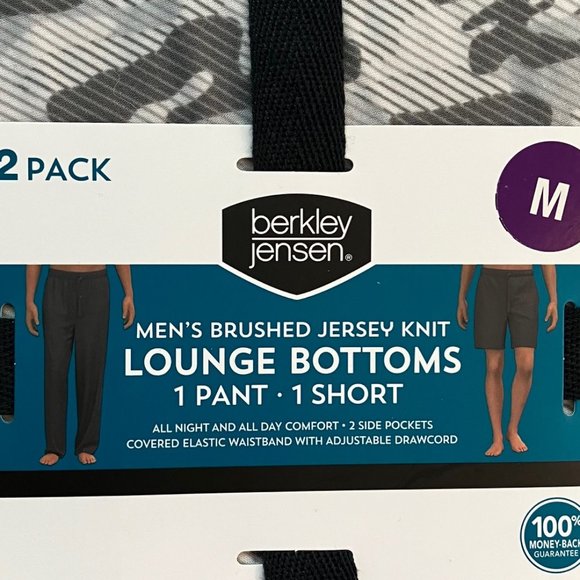 2 PACK
M
berkley
jensen®
MEN'S BRUSHED JERSEY KNIT
LOUNGE BOTTOMS
1 PANT · 1 SHORT
ALL NIGHT AND ALL DAY COMFORT · 2 SIDE POCKETS
COVERED ELASTIC WAISTBAND WITH ADJUSTABLE DRAWCORD
100%
MONEY-BACK
GUARANTEE